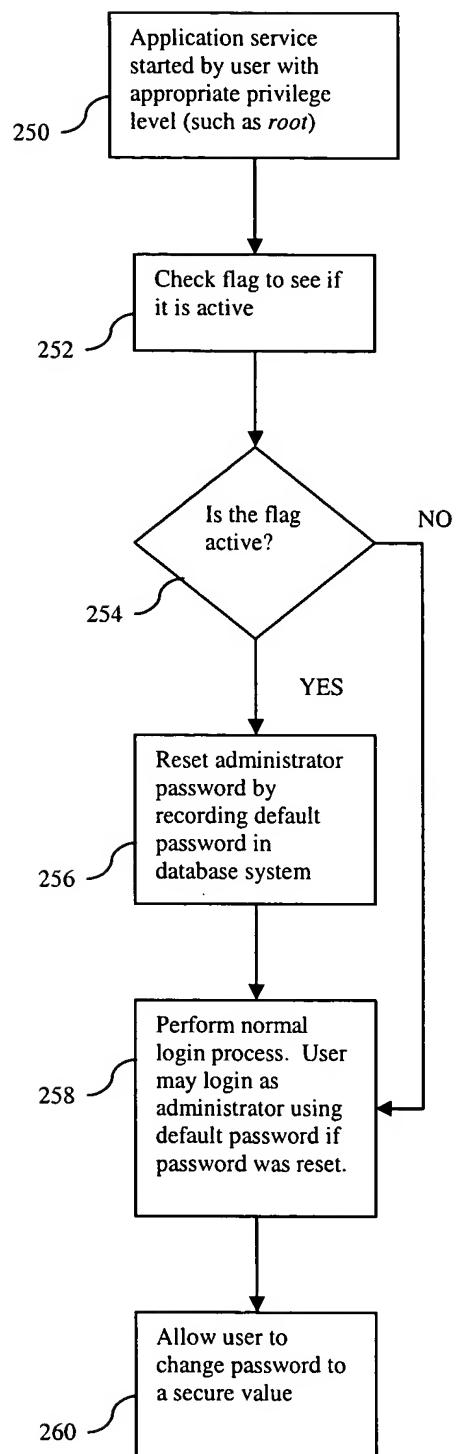 Application service
started by user with
appropriate privilege
level (such as root)
250
Check flag to see if
it is active
252
Is the flag
active?
NO
254
YES
Reset administrator
password by
recording default
password in
database system
256
Perform normal
login process. User
may login as
administrator using
default password if
password was reset.
258
Allow user to
change password to
a secure value
260